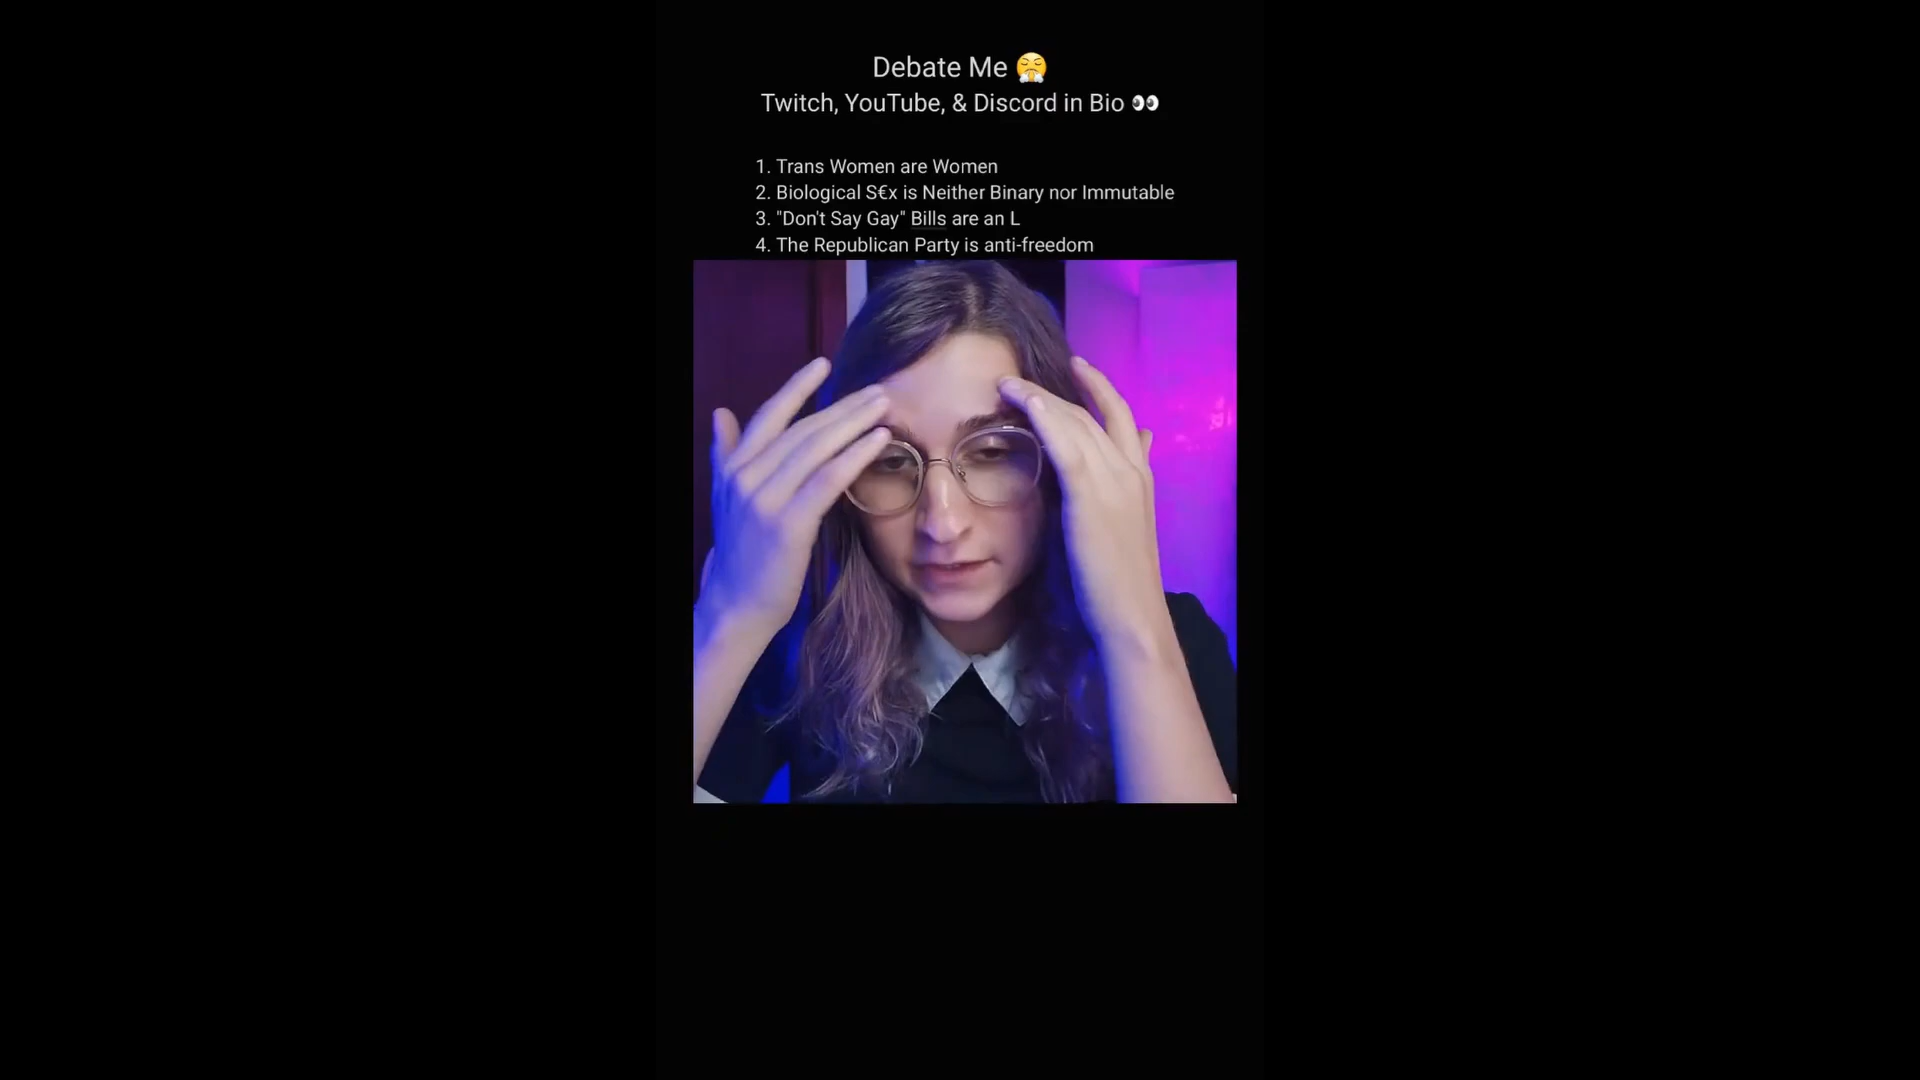 Debate Me 😤
Twitch, YouTube, & Discord in Bio 👀
1. Trans Women are Women
2. Biological S€x is Neither Binary nor Immutable
3. "Don't Say Gay" Bills are an L
4. The Republican Party is anti-freedom